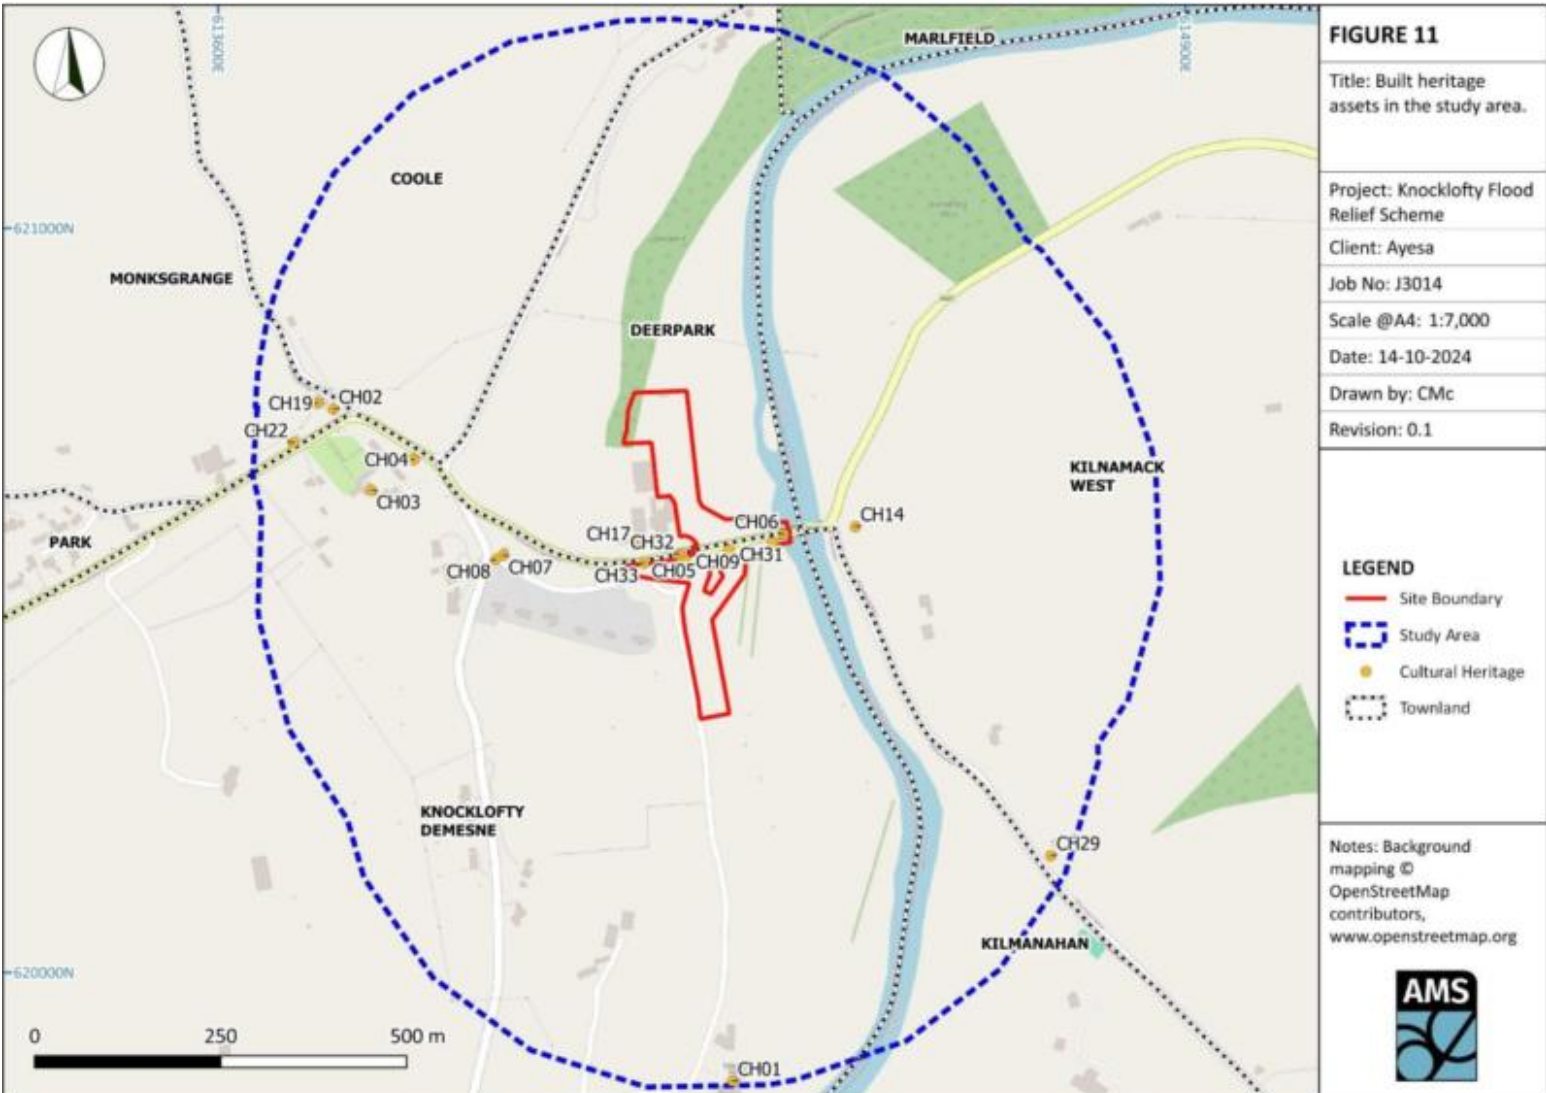 613600E
614900E
MARLFIELD
COOLE
621000N
MONKSGRANGE
DEERPARK
CH19
CH02
CH22
CH04
CH03
KILNAMACK
WEST
PARK
CH17
CH32
CH06
CH14
CH08
CH07
CH33
CH05
CH09
CH31
KNOCKLOFTY
DEMESNE
CH29
KILMANAHAN
620000N
0 250 500 m
CH01
FIGURE 11
Title: Built heritage
assets in the study area.
Project: Knocklofty Flood
Relief Scheme
Client: Ayesa
Job No: J3014
Scale @A4: 1:7,000
Date: 14-10-2024
Drawn by: CMc
Revision: 0.1
LEGEND
Site Boundary
Study Area
Cultural Heritage
Townland
Notes: Background
mapping ©
OpenStreetMap
contributors,
www.openstreetmap.org
AMS